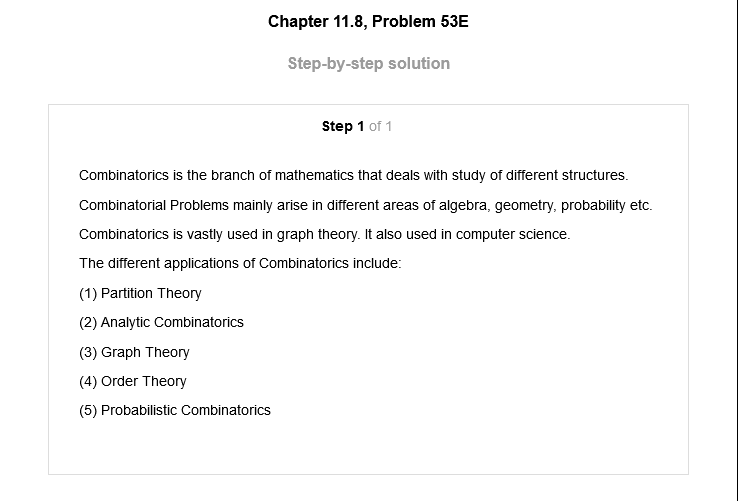 Chapter 11.8, Problem 53E
Step-by-step solution
Step 1 of 1
Combinatorics is the branch of mathematics that deals with study of different structures.
Combinatorial Problems mainly arise in different areas of algebra, geometry, probability etc.
Combinatorics is vastly used in graph theory. It also used in computer science.
The different applications of Combinatorics include:
(1) Partition Theory
(2) Analytic Combinatorics
(3) Graph Theory
(4) Order Theory
(5) Probabilistic Combinatorics